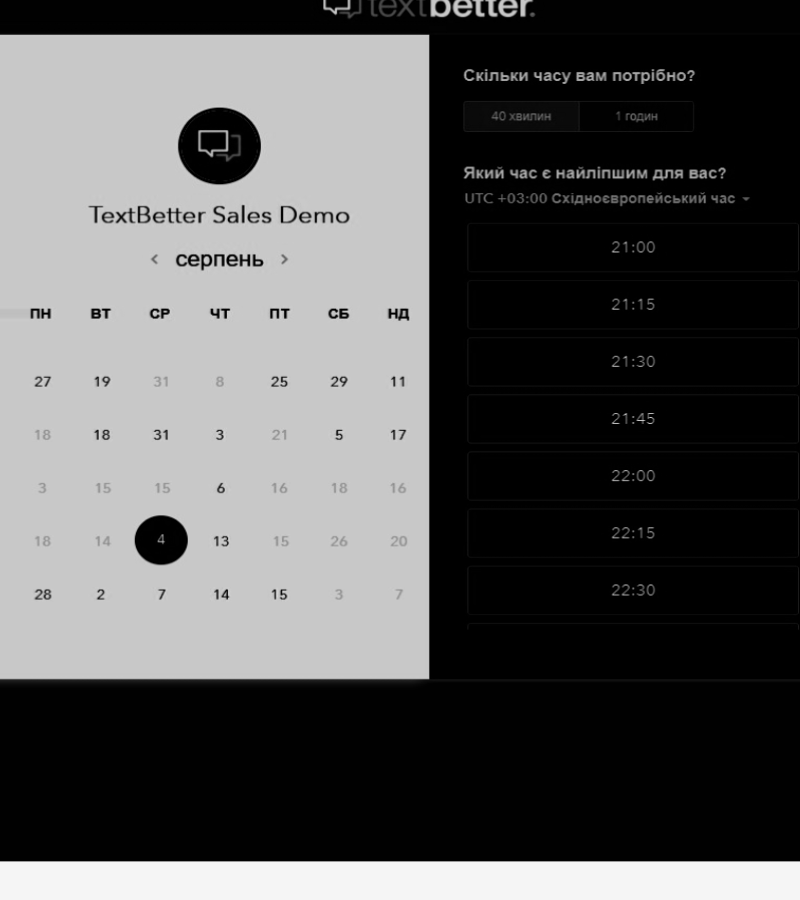 textbetter.
TextBetter Sales Demo
‹ серпень ›
ПН ВТ СР ЧТ ПТ СБ НД
27 19 31 8 25 29 11
18 18 31 3 21 5 17
3 15 15 6 16 18 16
18 14 4 13 15 26 20
28 2 7 14 15 3 7
Скільки часу вам потрібно?
40 хвилин 1 годин
Який час є найліпшим для вас?
UTC +03:00 Східноєвропейський час
21:00
21:15
21:30
21:45
22:00
22:15
22:30